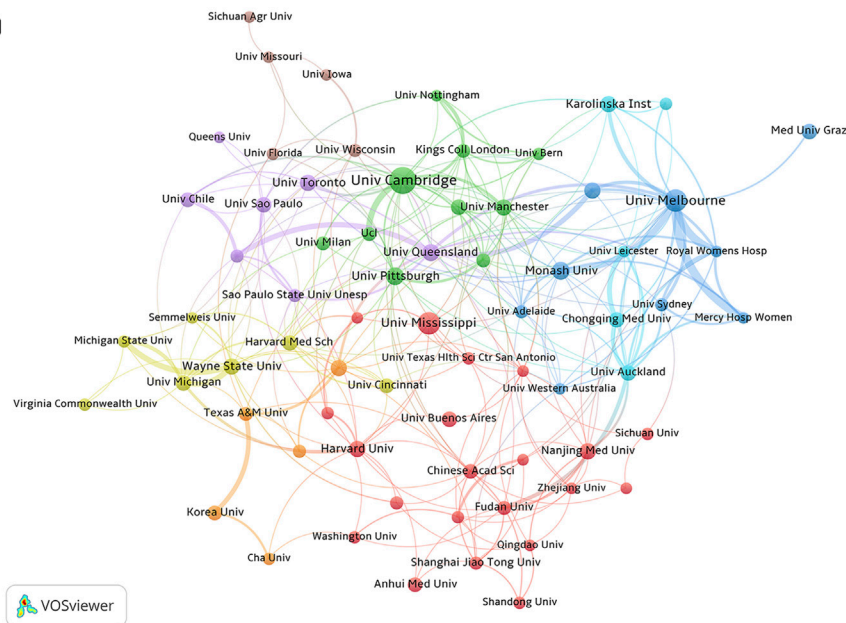 Sichuan Agr Univ
Univ Missouri
Univ Iowa
Univ Nottingham
Karolinska Inst
Med Univ Graz
Queens Univ
Univ Florida
Univ Wisconsin
Kings Coll London
Univ Bern
Univ Toronto
Univ Cambridge
Univ Chile
Univ Sao Paulo
Univ Manchester
Univ Melbourne
Ucl
Univ Milan
Univ Queensland
Univ Leicester
Royal Womens Hosp
Univ Pittsburgh
Monash Univ
Sao Paulo State Univ Unesp
Univ Sydney
Univ Adelaide
Chongqing Med Univ
Mercy Hosp Women
Semmelweis Univ
Univ Mississippi
Michigan State Univ
Harvard Med Sch
Univ Texas Hlth Sci Ctr San Antonio
Wayne State Univ
Univ Auckland
Univ Michigan
Univ Cincinnati
Univ Western Australia
Virginia Commonwealth Univ
Texas A&M Univ
Univ Buenos Aires
Sichuan Univ
Harvard Univ
Nanjing Med Univ
Chinese Acad Sci
Zhejiang Univ
Fudan Univ
Korea Univ
Washington Univ
Qingdao Univ
Cha Univ
Shanghai Jiao Tong Univ
Anhui Med Univ
Shandong Univ
VOSviewer